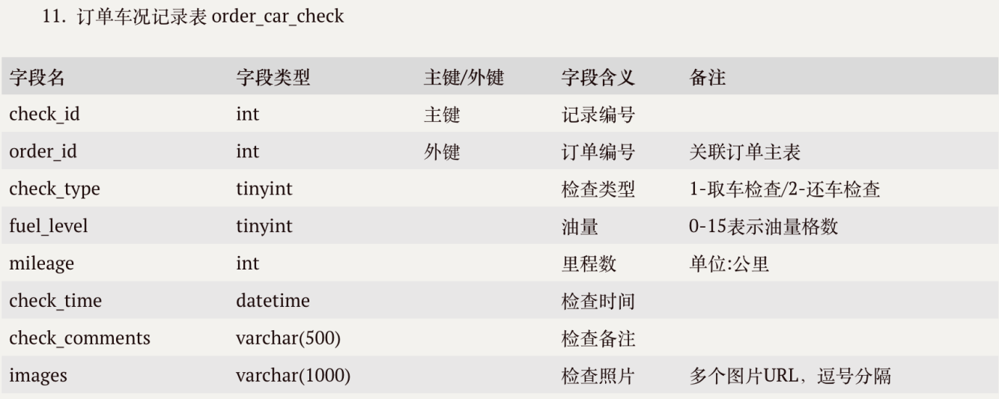 11. 订单车况记录表 order_car_check
字段名 字段类型 主键/外键 字段含义 备注
check_id int 主键 记录编号
order_id int 外键 订单编号 关联订单主表
check_type tinyint 检查类型 1-取车检查/2-还车检查
fuel_level tinyint 油量 0-15表示油量格数
mileage int 里程数 单位:公里
check_time datetime 检查时间
check_comments varchar(500) 检查备注
images varchar(1000) 检查照片 多个图片URL，逗号分隔